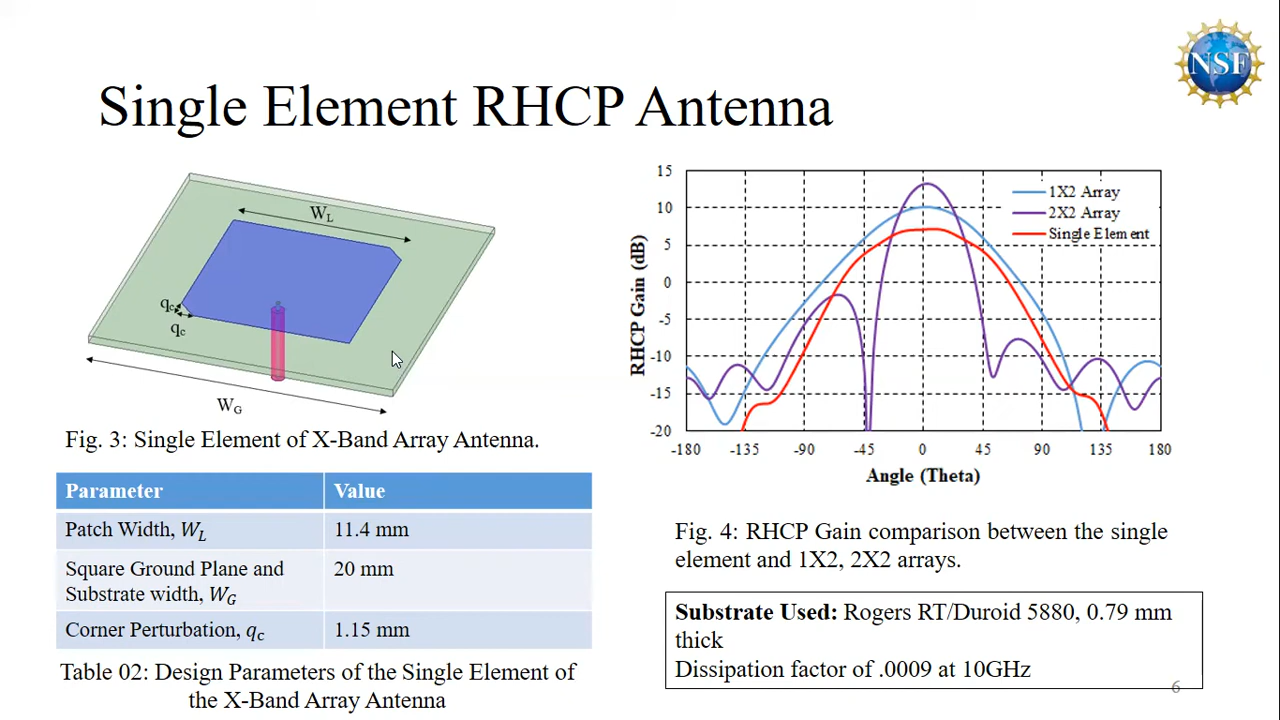 NSF
Single Element RHCP Antenna
W_L
q_c
q_c
W_G
Fig. 3: Single Element of X-Band Array Antenna.
Parameter Value
Patch Width, W_L 11.4 mm
Square Ground Plane and
Substrate width, W_G 20 mm
Corner Perturbation, q_c 1.15 mm
Table 02: Design Parameters of the Single Element of
the X-Band Array Antenna
RHCP Gain (dB)
15
10
5
0
-5
-10
-15
-20
1X2 Array
2X2 Array
Single Element
-180 -135 -90 -45 0 45 90 135 180
Angle (Theta)
Fig. 4: RHCP Gain comparison between the single
element and 1X2, 2X2 arrays.
Substrate Used: Rogers RT/Duroid 5880, 0.79 mm
thick
Dissipation factor of .0009 at 10GHz
6